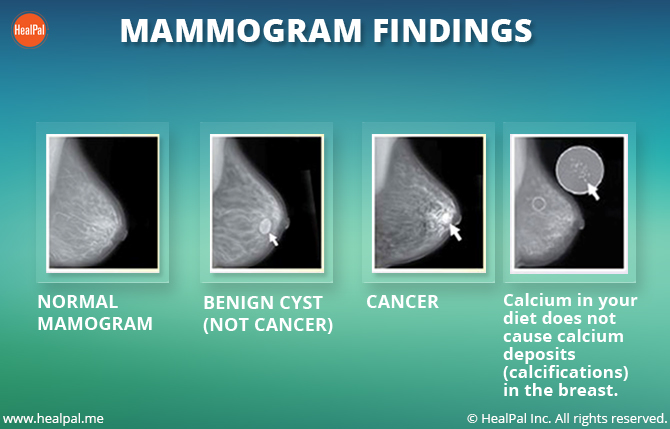 HealPal
MAMMOGRAM FINDINGS
NORMAL
MAMOGRAM
BENIGN CYST
(NOT CANCER)
CANCER
Calcium in your
diet does not
cause calcium
deposits
(calcifications)
in the breast.
www.healpal.me
© HealPal Inc. All rights reserved.